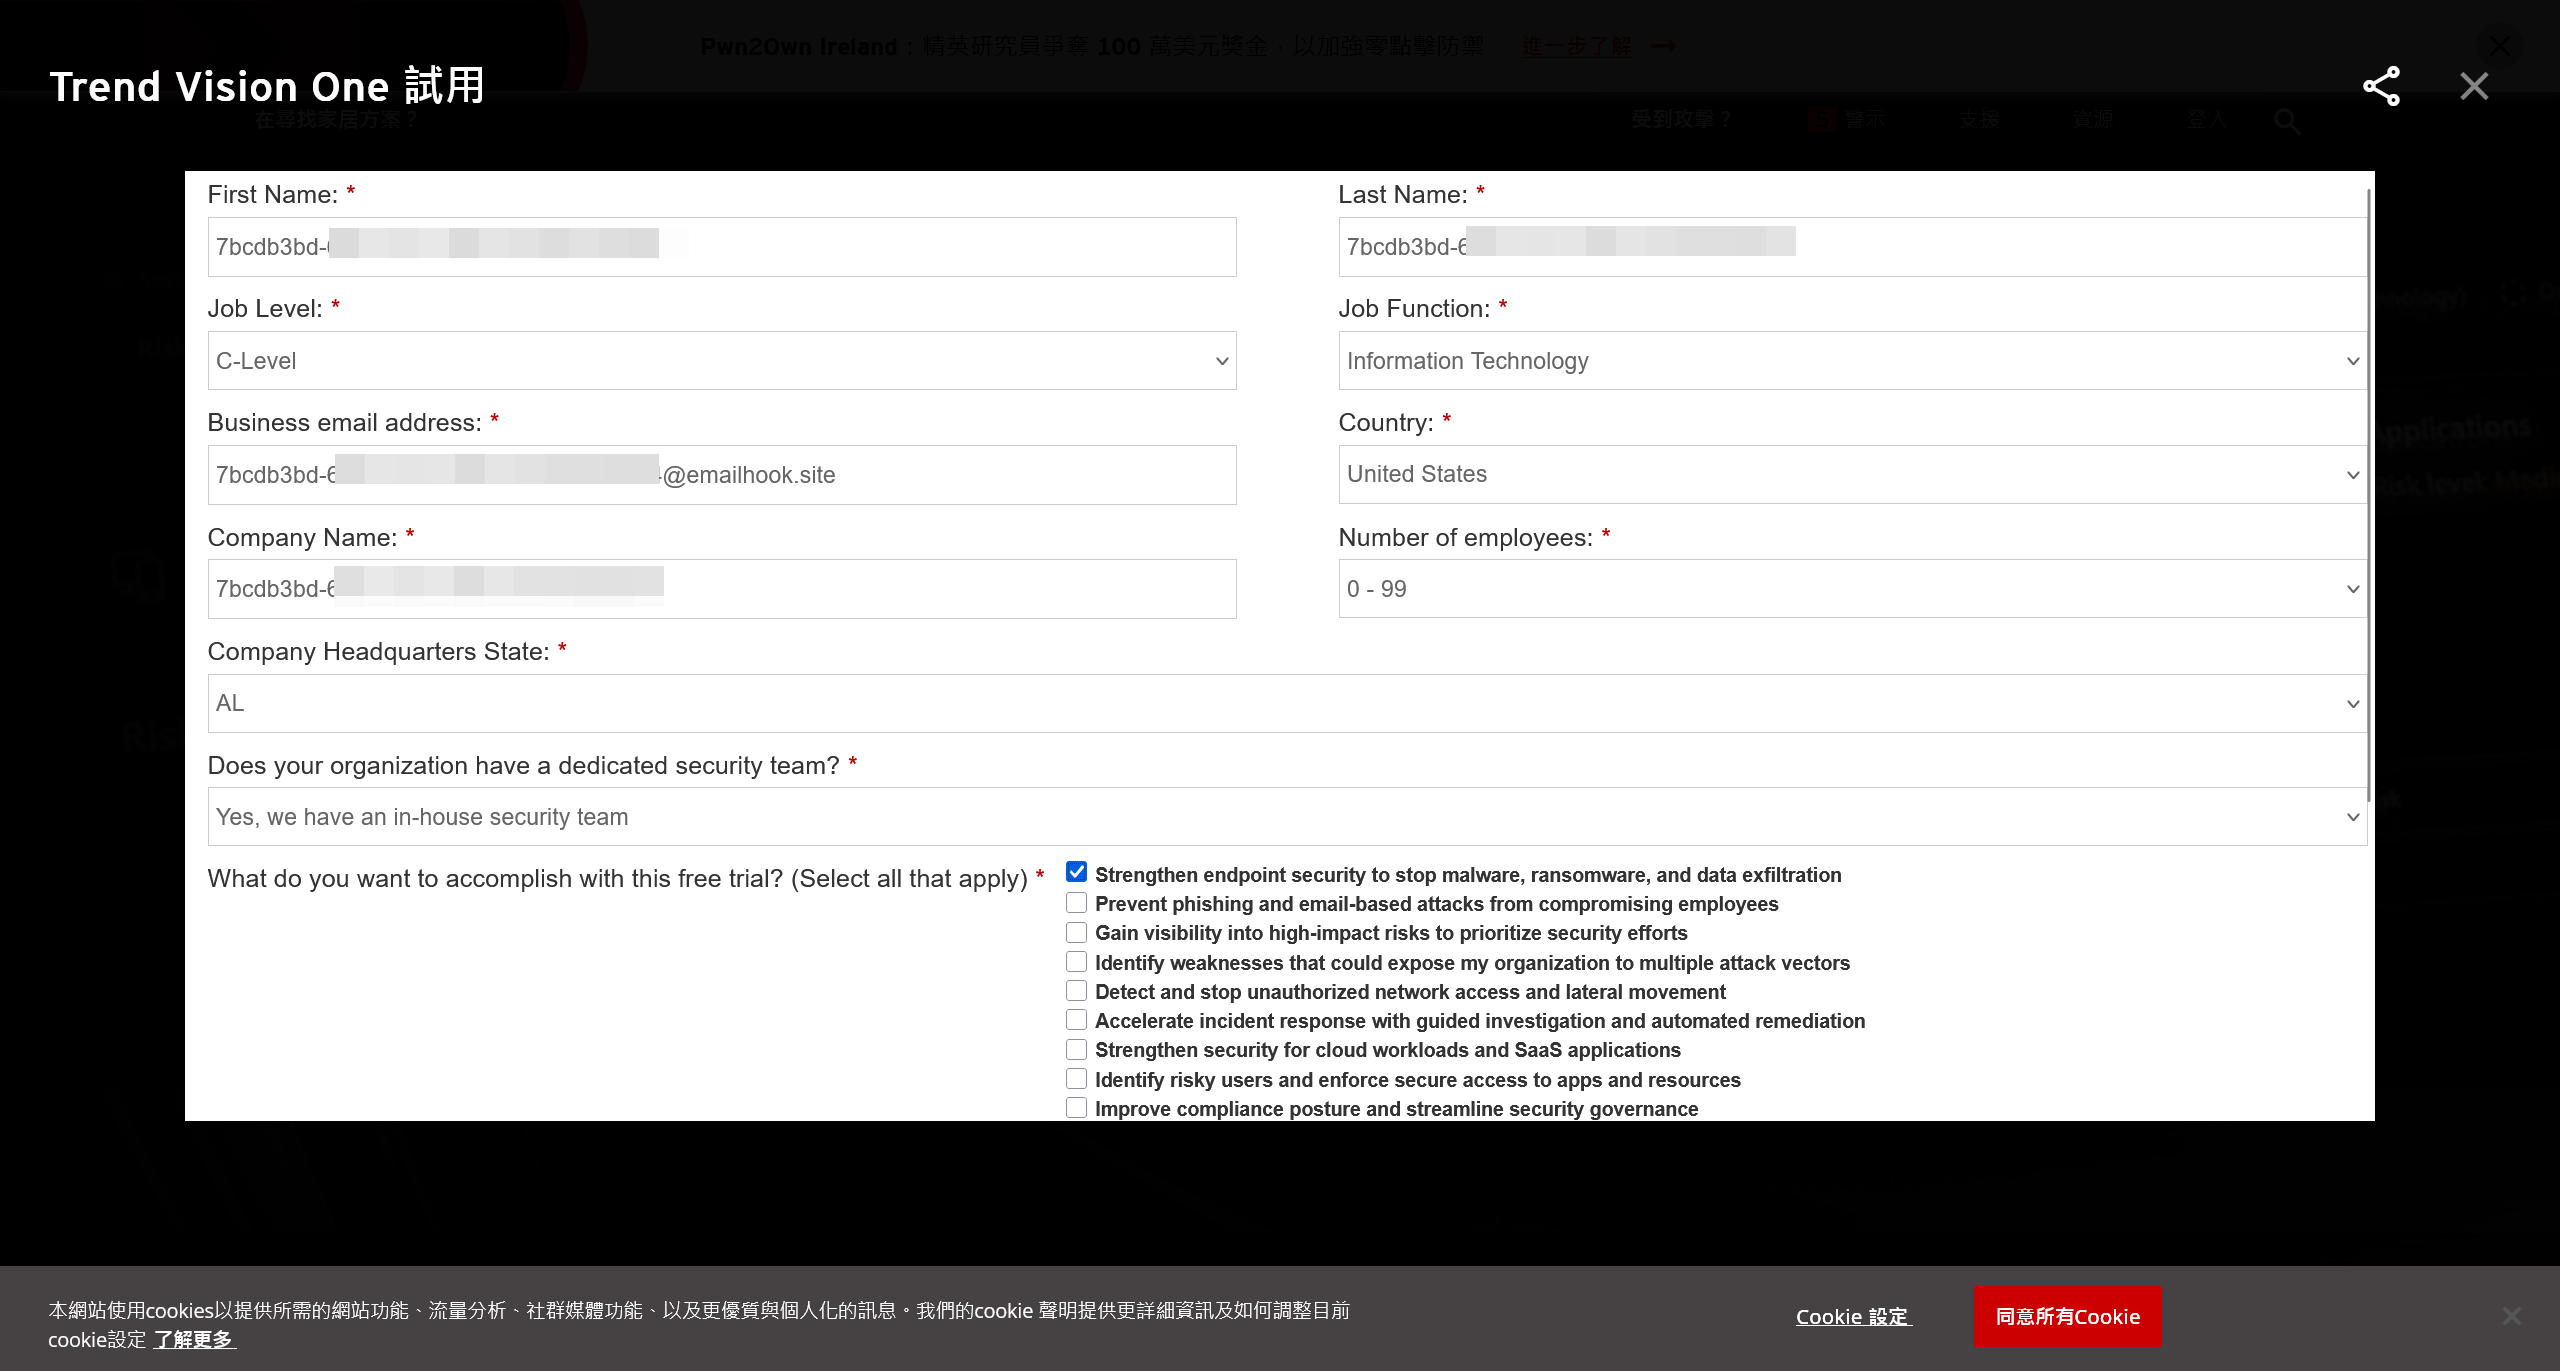 Pwn2Own Ireland：精英研究員爭奪 100 萬美元獎金，以加強零點擊防禦 進一步了解
Trend Vision One 試用
在尋找家居方案？
受到攻擊？ 警示 支援 資源 登入
First Name: *
Last Name: *
7bcdb3bd-
7bcdb3bd-6
Job Level: *
Job Function: *
C-Level
Information Technology
Business email address: *
Country: *
7bcdb3bd-6 @emailhook.site
United States
Company Name: *
Number of employees: *
7bcdb3bd-6
0 - 99
Company Headquarters State: *
AL
Does your organization have a dedicated security team? *
Yes, we have an in-house security team
What do you want to accomplish with this free trial? (Select all that apply) *
Strengthen endpoint security to stop malware, ransomware, and data exfiltration
Prevent phishing and email-based attacks from compromising employees
Gain visibility into high-impact risks to prioritize security efforts
Identify weaknesses that could expose my organization to multiple attack vectors
Detect and stop unauthorized network access and lateral movement
Accelerate incident response with guided investigation and automated remediation
Strengthen security for cloud workloads and SaaS applications
Identify risky users and enforce secure access to apps and resources
Improve compliance posture and streamline security governance
Applications
Risk level:
本網站使用cookies以提供所需的網站功能、流量分析、社群媒體功能、以及更優質與個人化的訊息。我們的cookie 聲明提供更詳細資訊及如何調整目前
cookie設定 了解更多
Cookie 設定
同意所有Cookie